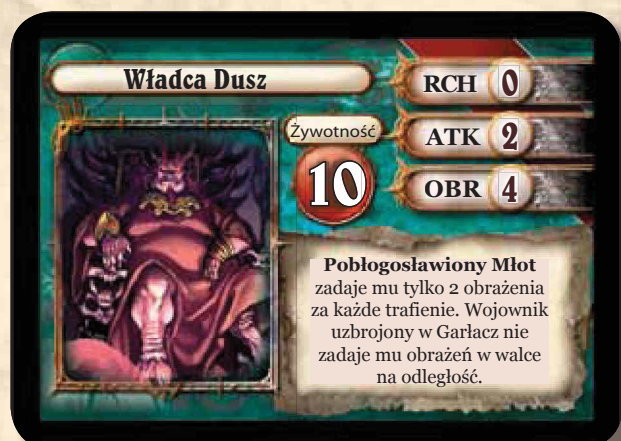 Władca Dusz
RCH 0
Żywotność
ATK 2
10
OBR 4
Pobłogosławiony Młot
zadaje mu tylko 2 obrażenia
za każde trafienie. Wojownik
uzbrojony w Garłacz nie
zadaje mu obrażeń w walce
na odległość.